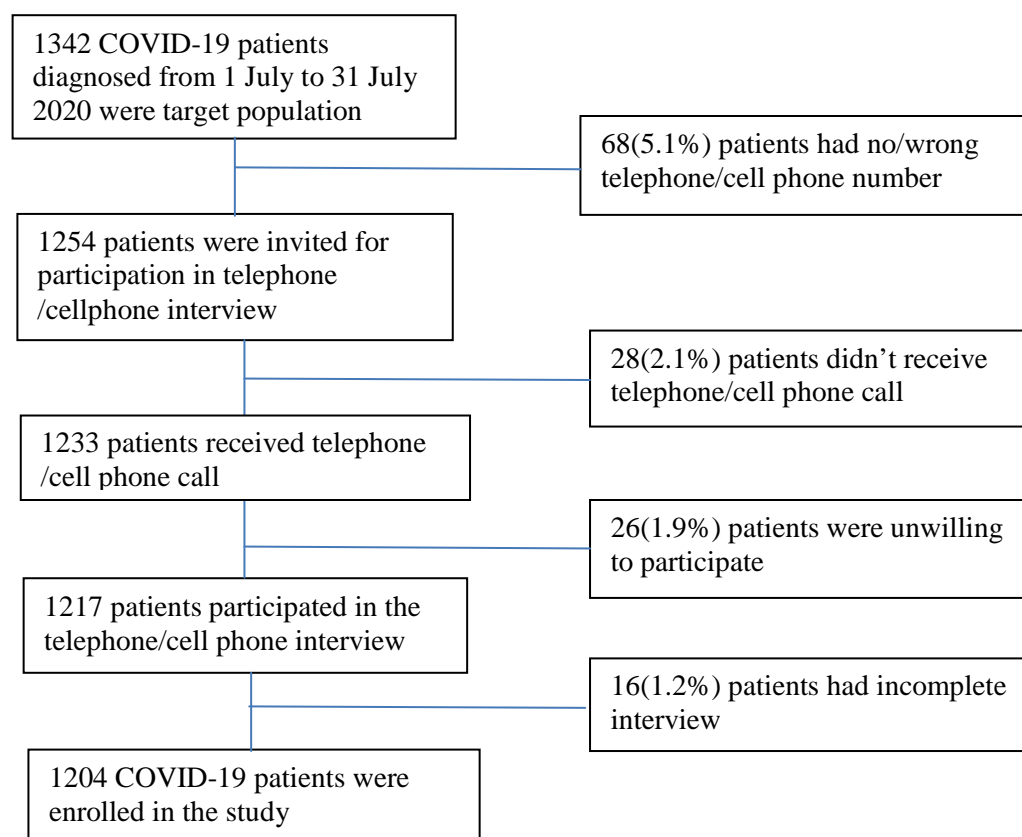 1342 COVID-19 patients
diagnosed from 1 July to 31 July
2020 were target population
68(5.1%) patients had no/wrong
telephone/cell phone number
1254 patients were invited for
participation in telephone
/cellphone interview
28(2.1%) patients didn’t receive
telephone/cell phone call
1233 patients received telephone
/cell phone call
26(1.9%) patients were unwilling
to participate
1217 patients participated in the
telephone/cell phone interview
16(1.2%) patients had incomplete
interview
1204 COVID-19 patients were
enrolled in the study